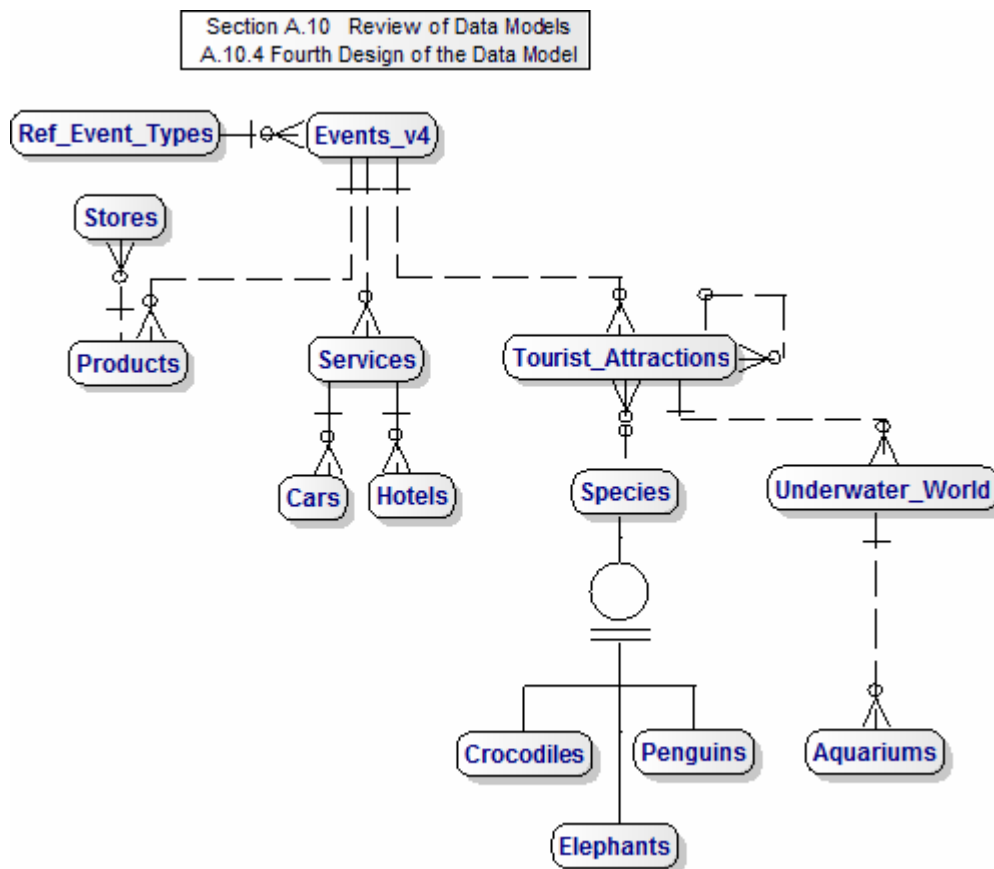 Section A.10 Review of Data Models
A.10.4 Fourth Design of the Data Model
Ref_Event_Types
Events_v4
Stores
Products
Services
Tourist_Attractions
Cars
Hotels
Species
Underwater_World
Crocodiles
Penguins
Aquariums
Elephants